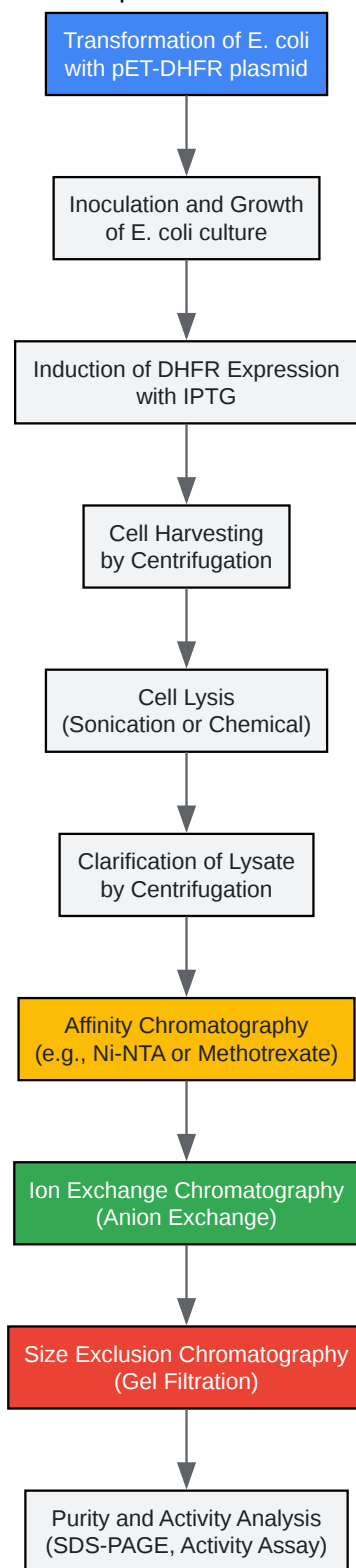 Transformation of E. coli
with pET-DHFR plasmid
Inoculation and Growth
of E. coli culture
Induction of DHFR Expression
with IPTG
Cell Harvesting
by Centrifugation
Cell Lysis
(Sonication or Chemical)
Clarification of Lysate
by Centrifugation
Affinity Chromatography
(e.g., Ni-NTA or Methotrexate)
Ion Exchange Chromatography
(Anion Exchange)
Size Exclusion Chromatography
(Gel Filtration)
Purity and Activity Analysis
(SDS-PAGE, Activity Assay)